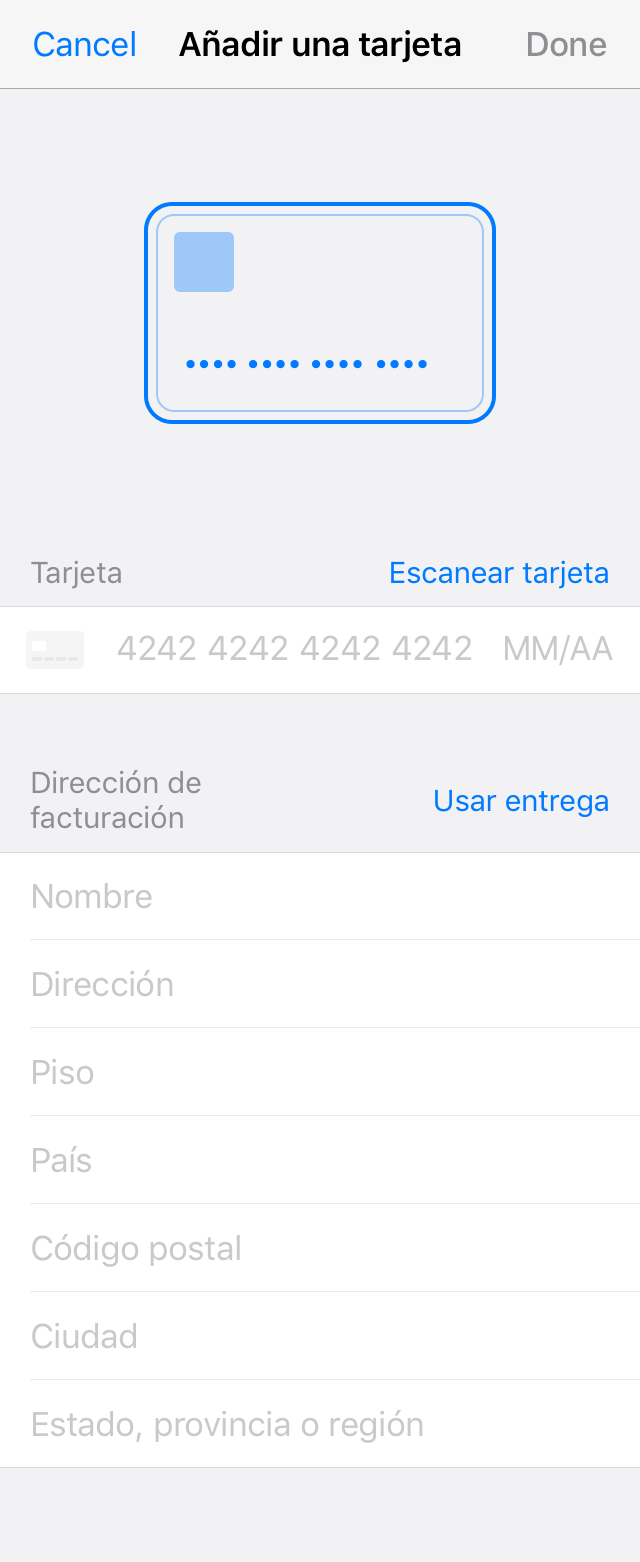 Cancel Añadir una tarjeta Done
Tarjeta Escanear tarjeta
4242 4242 4242 4242 MM/AA
Dirección de
facturación
Usar entrega
Nombre
Dirección
Piso
País
Código postal
Ciudad
Estado, provincia o región